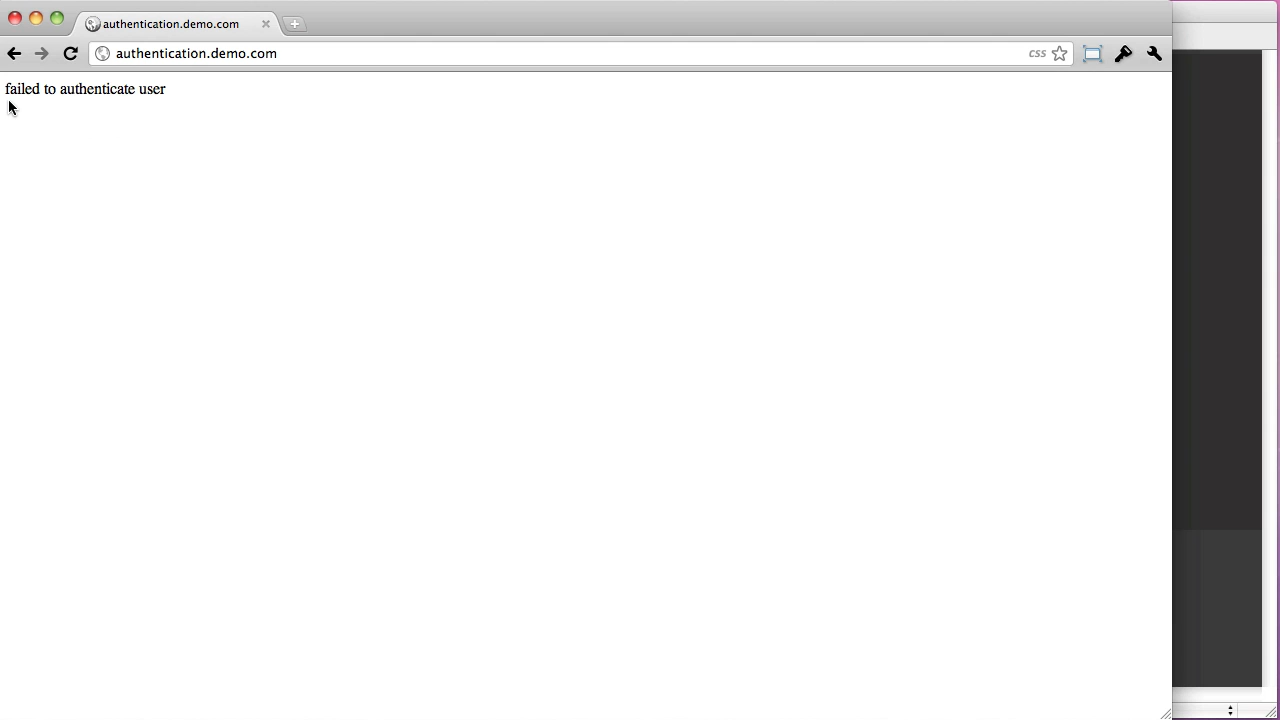 authentication.demo.com
authentication.demo.com
css
failed to authenticate user